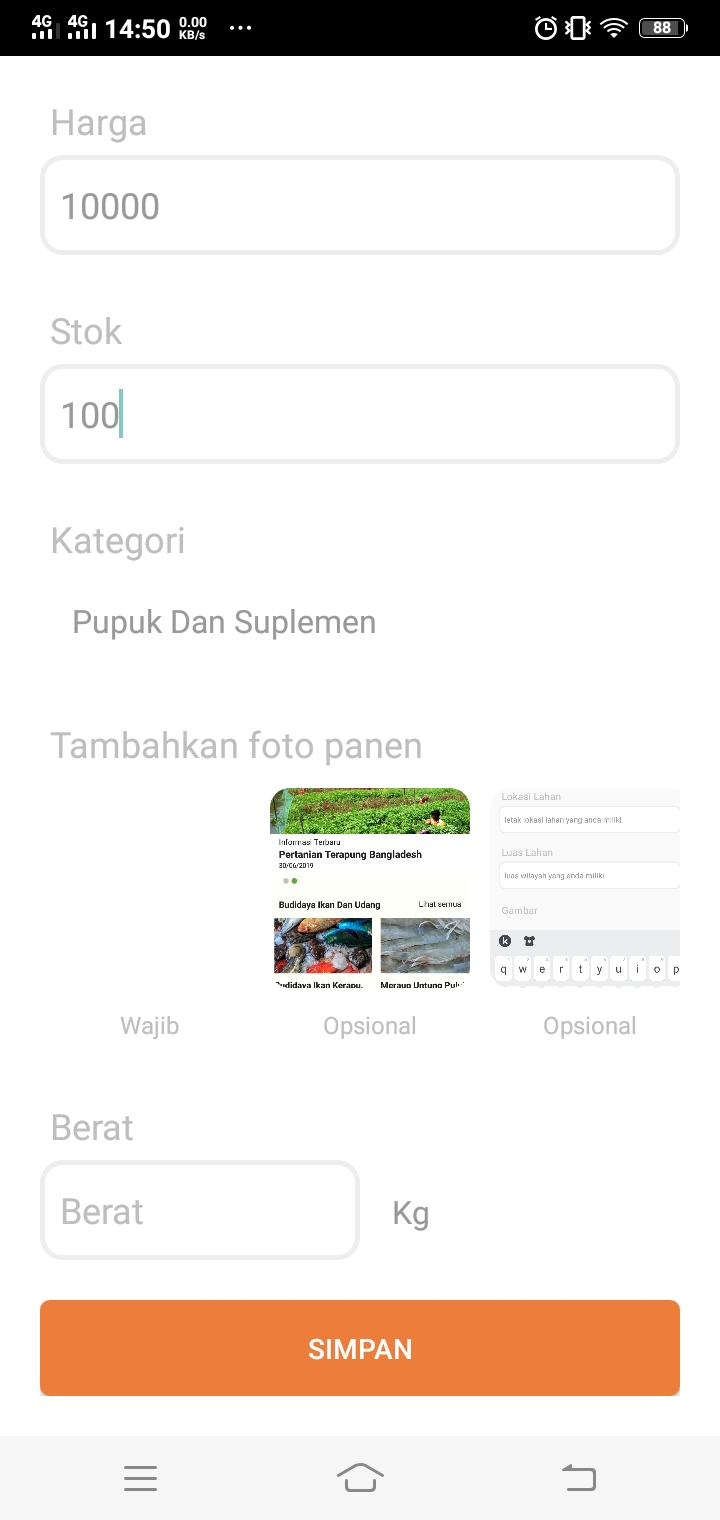 4G 4G 14:50 0.00 KB/s ... 88
Harga
10000
Stok
100
Kategori
Pupuk Dan Suplemen
Tambahkan foto panen
Informasi Terbaru
Pertanian Terapung Bangladesh
30/06/2019
Budidaya Ikan Dan Udang Lihat semua
Budidaya Ikan Kerapu, Meraup Untung
Lokasi Lahan
letak lokasi lahan yang anda miliki
Luas Lahan
luas wilayah yang anda miliki
Gambar
q w e r t y u i o p
Wajib Opsional Opsional
Berat
Berat Kg
SIMPAN